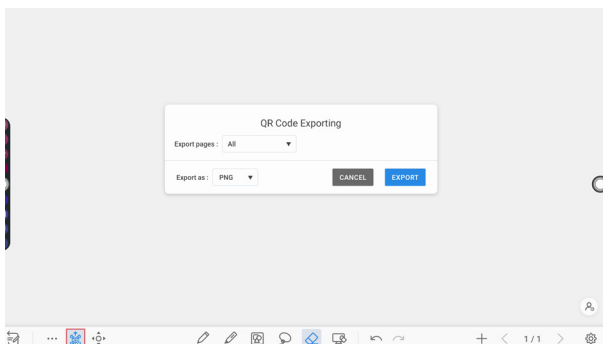 QR Code Exporting
Export pages : All
Export as : PNG CANCEL EXPORT
1/1